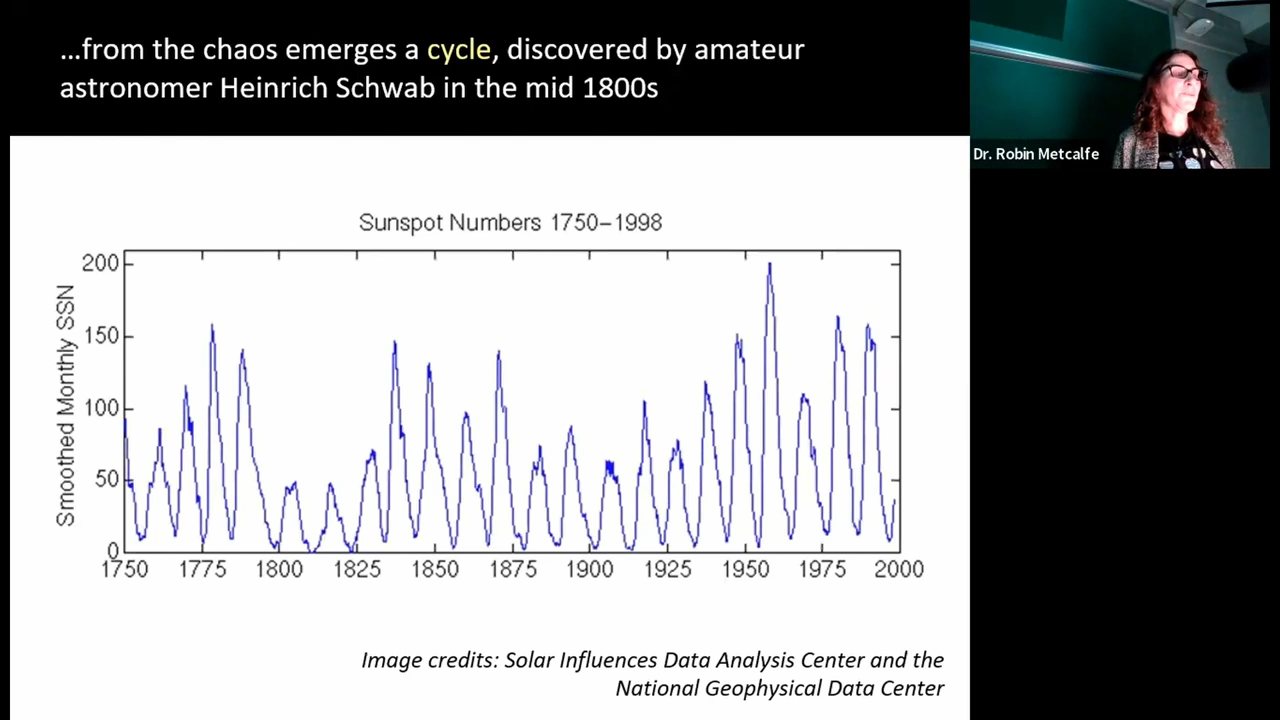 …from the chaos emerges a cycle, discovered by amateur
astronomer Heinrich Schwab in the mid 1800s
Dr. Robin Metcalfe
Sunspot Numbers 1750–1998
Smoothed Monthly SSN
200
150
100
50
0
1750 1775 1800 1825 1850 1875 1900 1925 1950 1975 2000
Image credits: Solar Influences Data Analysis Center and the
National Geophysical Data Center